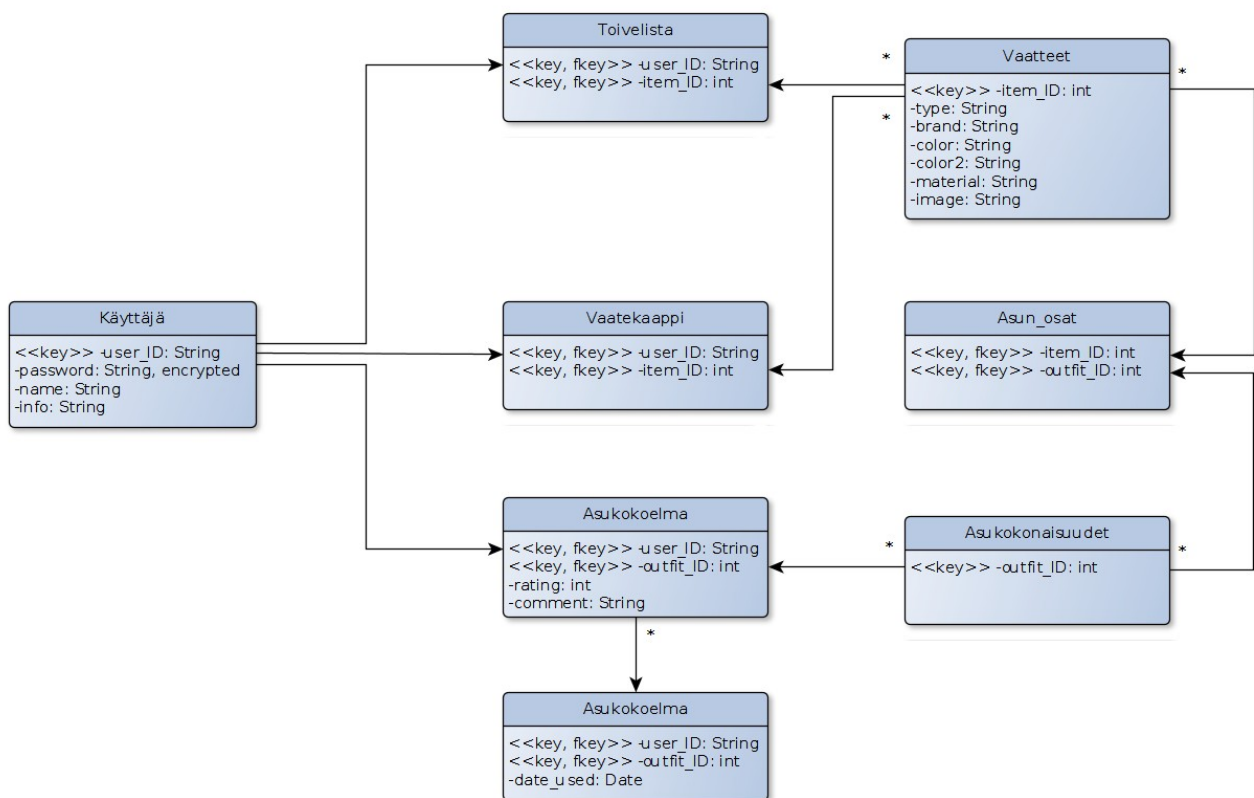 Toivelista
<<key, fkey>> -user_ID: String
<<key, fkey>> -item_ID: int
*
*
Vaatteet
<<key>> -item_ID: int
-type: String
-brand: String
-color: String
-color2: String
-material: String
-image: String
*
Käyttäjä
<<key>> -user_ID: String
-password: String, encrypted
-name: String
-info: String
Vaatekaappi
<<key, fkey>> -user_ID: String
<<key, fkey>> -item_ID: int
Asun_osat
<<key, fkey>> -item_ID: int
<<key, fkey>> -outfit_ID: int
Asukokoelma
<<key, fkey>> -user_ID: String
<<key, fkey>> -outfit_ID: int
-rating: int
-comment: String
*
*
Asukokonaisuudet
<<key>> -outfit_ID: int
*
Asukokoelma
<<key, fkey>> -user_ID: String
<<key, fkey>> -outfit_ID: int
-date_used: Date